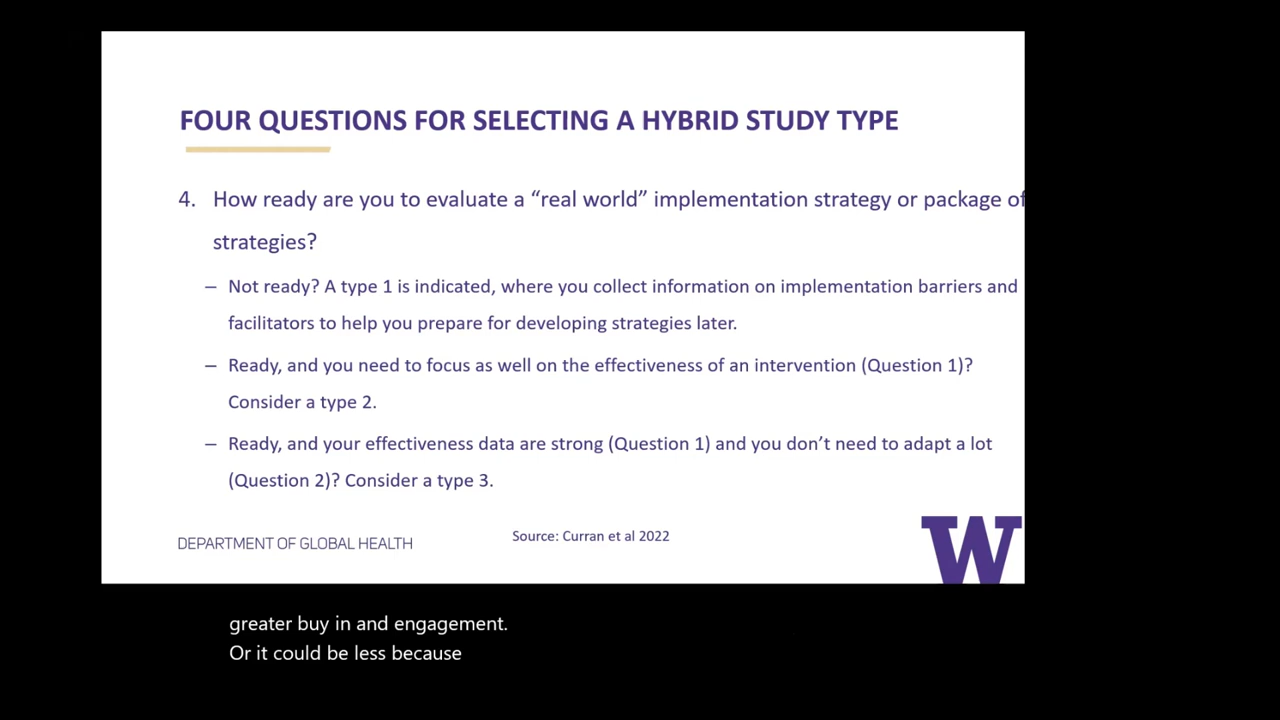 FOUR QUESTIONS FOR SELECTING A HYBRID STUDY TYPE
4. How ready are you to evaluate a “real world” implementation strategy or package of
strategies?
– Not ready? A type 1 is indicated, where you collect information on implementation barriers and
facilitators to help you prepare for developing strategies later.
– Ready, and you need to focus as well on the effectiveness of an intervention (Question 1)?
Consider a type 2.
– Ready, and your effectiveness data are strong (Question 1) and you don’t need to adapt a lot
(Question 2)? Consider a type 3.
DEPARTMENT OF GLOBAL HEALTH
Source: Curran et al 2022
W
greater buy in and engagement.
Or it could be less because